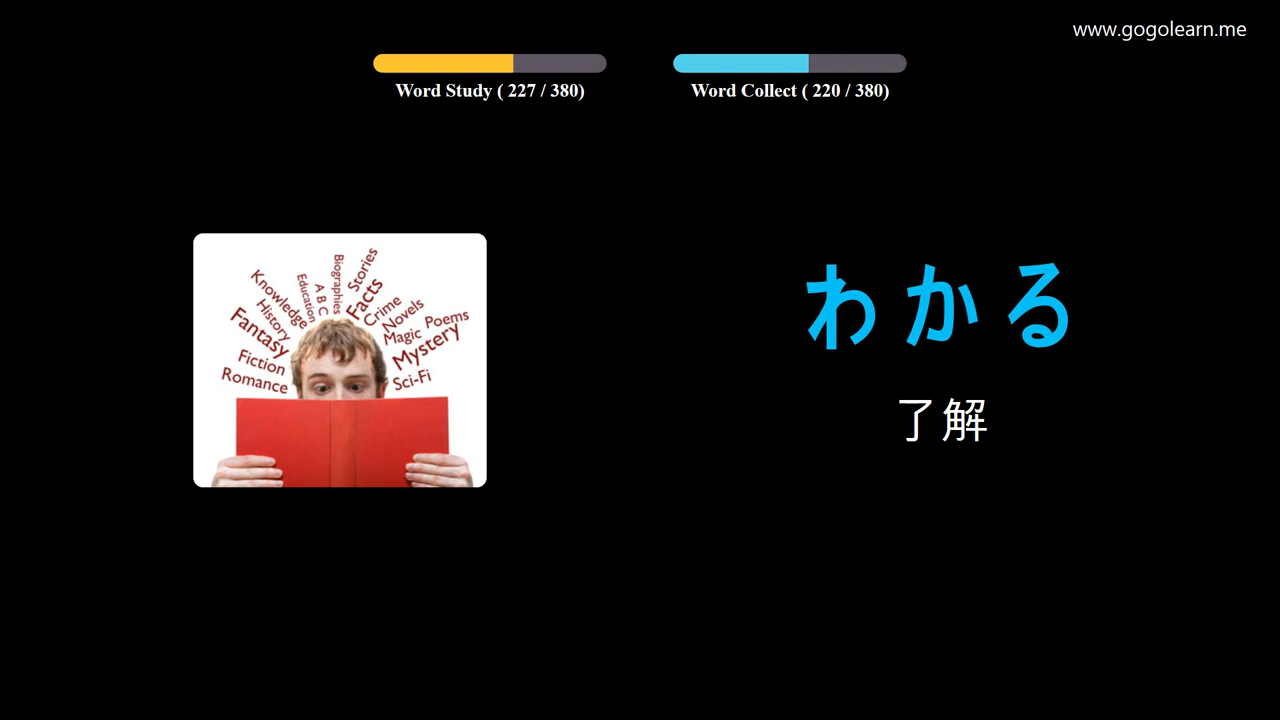 www.gogolearn.me
Word Study ( 227 / 380)
Word Collect ( 220 / 380)
わかる
了解
Knowledge
History
Fantasy
Fiction
Romance
Education
A B C
Biographies
Stories
Facts
Crime
Novels
Magic
Poems
Mystery
Sci-Fi